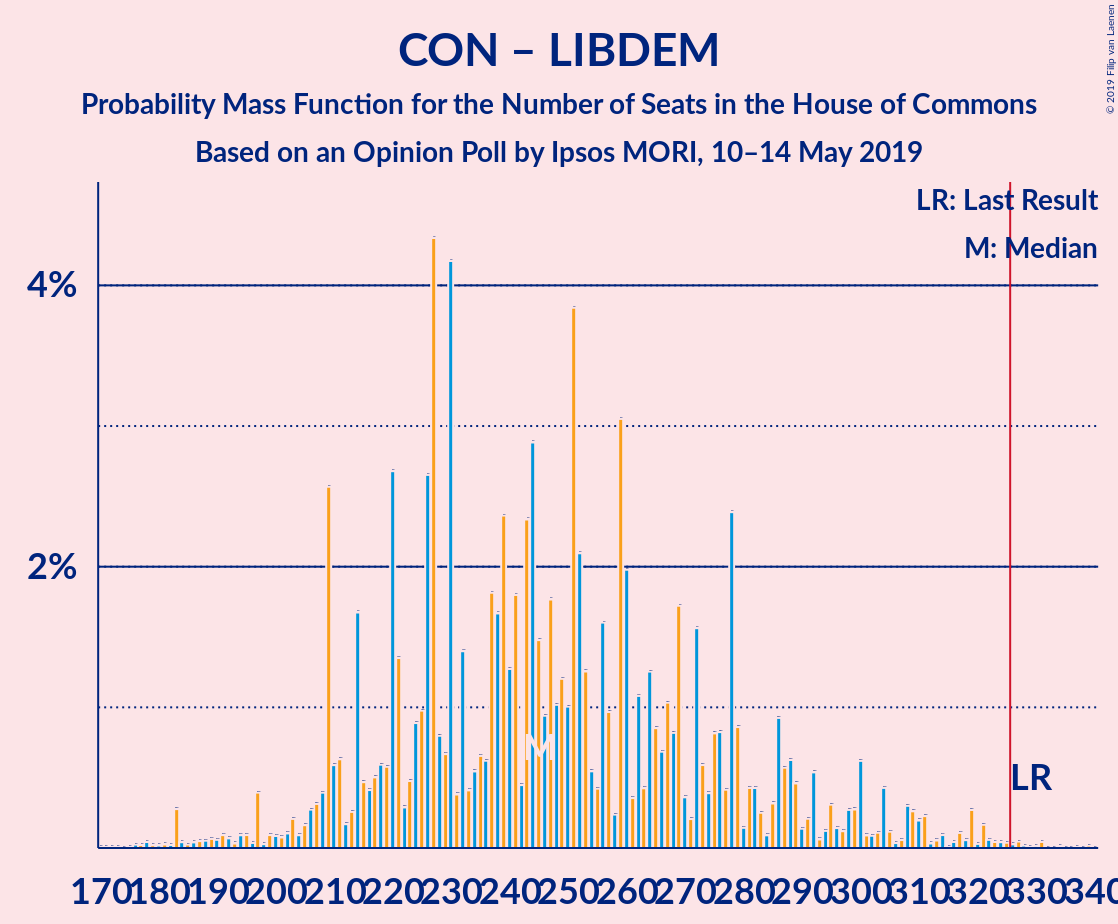 © 2019 Filip van Laenen
CON – LIBDEM
Probability Mass Function for the Number of Seats in the House of Commons
Based on an Opinion Poll by Ipsos MORI, 10–14 May 2019
LR: Last Result
M: Median
4%
2%
M
LR
170 180 190 200 210 220 230 240 250 260 270 280 290 300 310 320 330 340